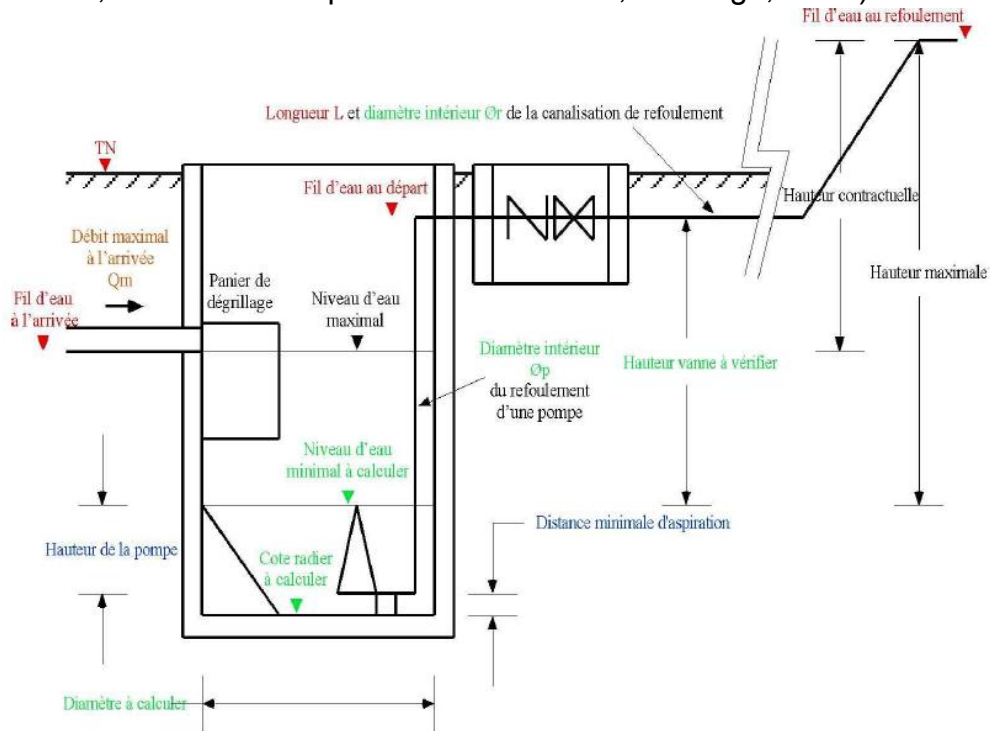 Fil d'eau au refoulement
Longueur L et diamètre intérieur Ør de la canalisation de refoulement
TN
Fil d'eau au départ
Hauteur contractuelle
Débit maximal
à l'arrivée
Qm
Panier de
dégrillage
Niveau d'eau
maximal
Hauteur maximale
Fil d'eau
à l'arrivée
Diamètre intérieur
Øp
du refoulement
d'une pompe
Hauteur vanne à vérifier
Niveau d'eau
minimal à calculer
Distance minimale d'aspiration
Hauteur de la pompe
Cote radier
à calculer
Diamètre à calculer